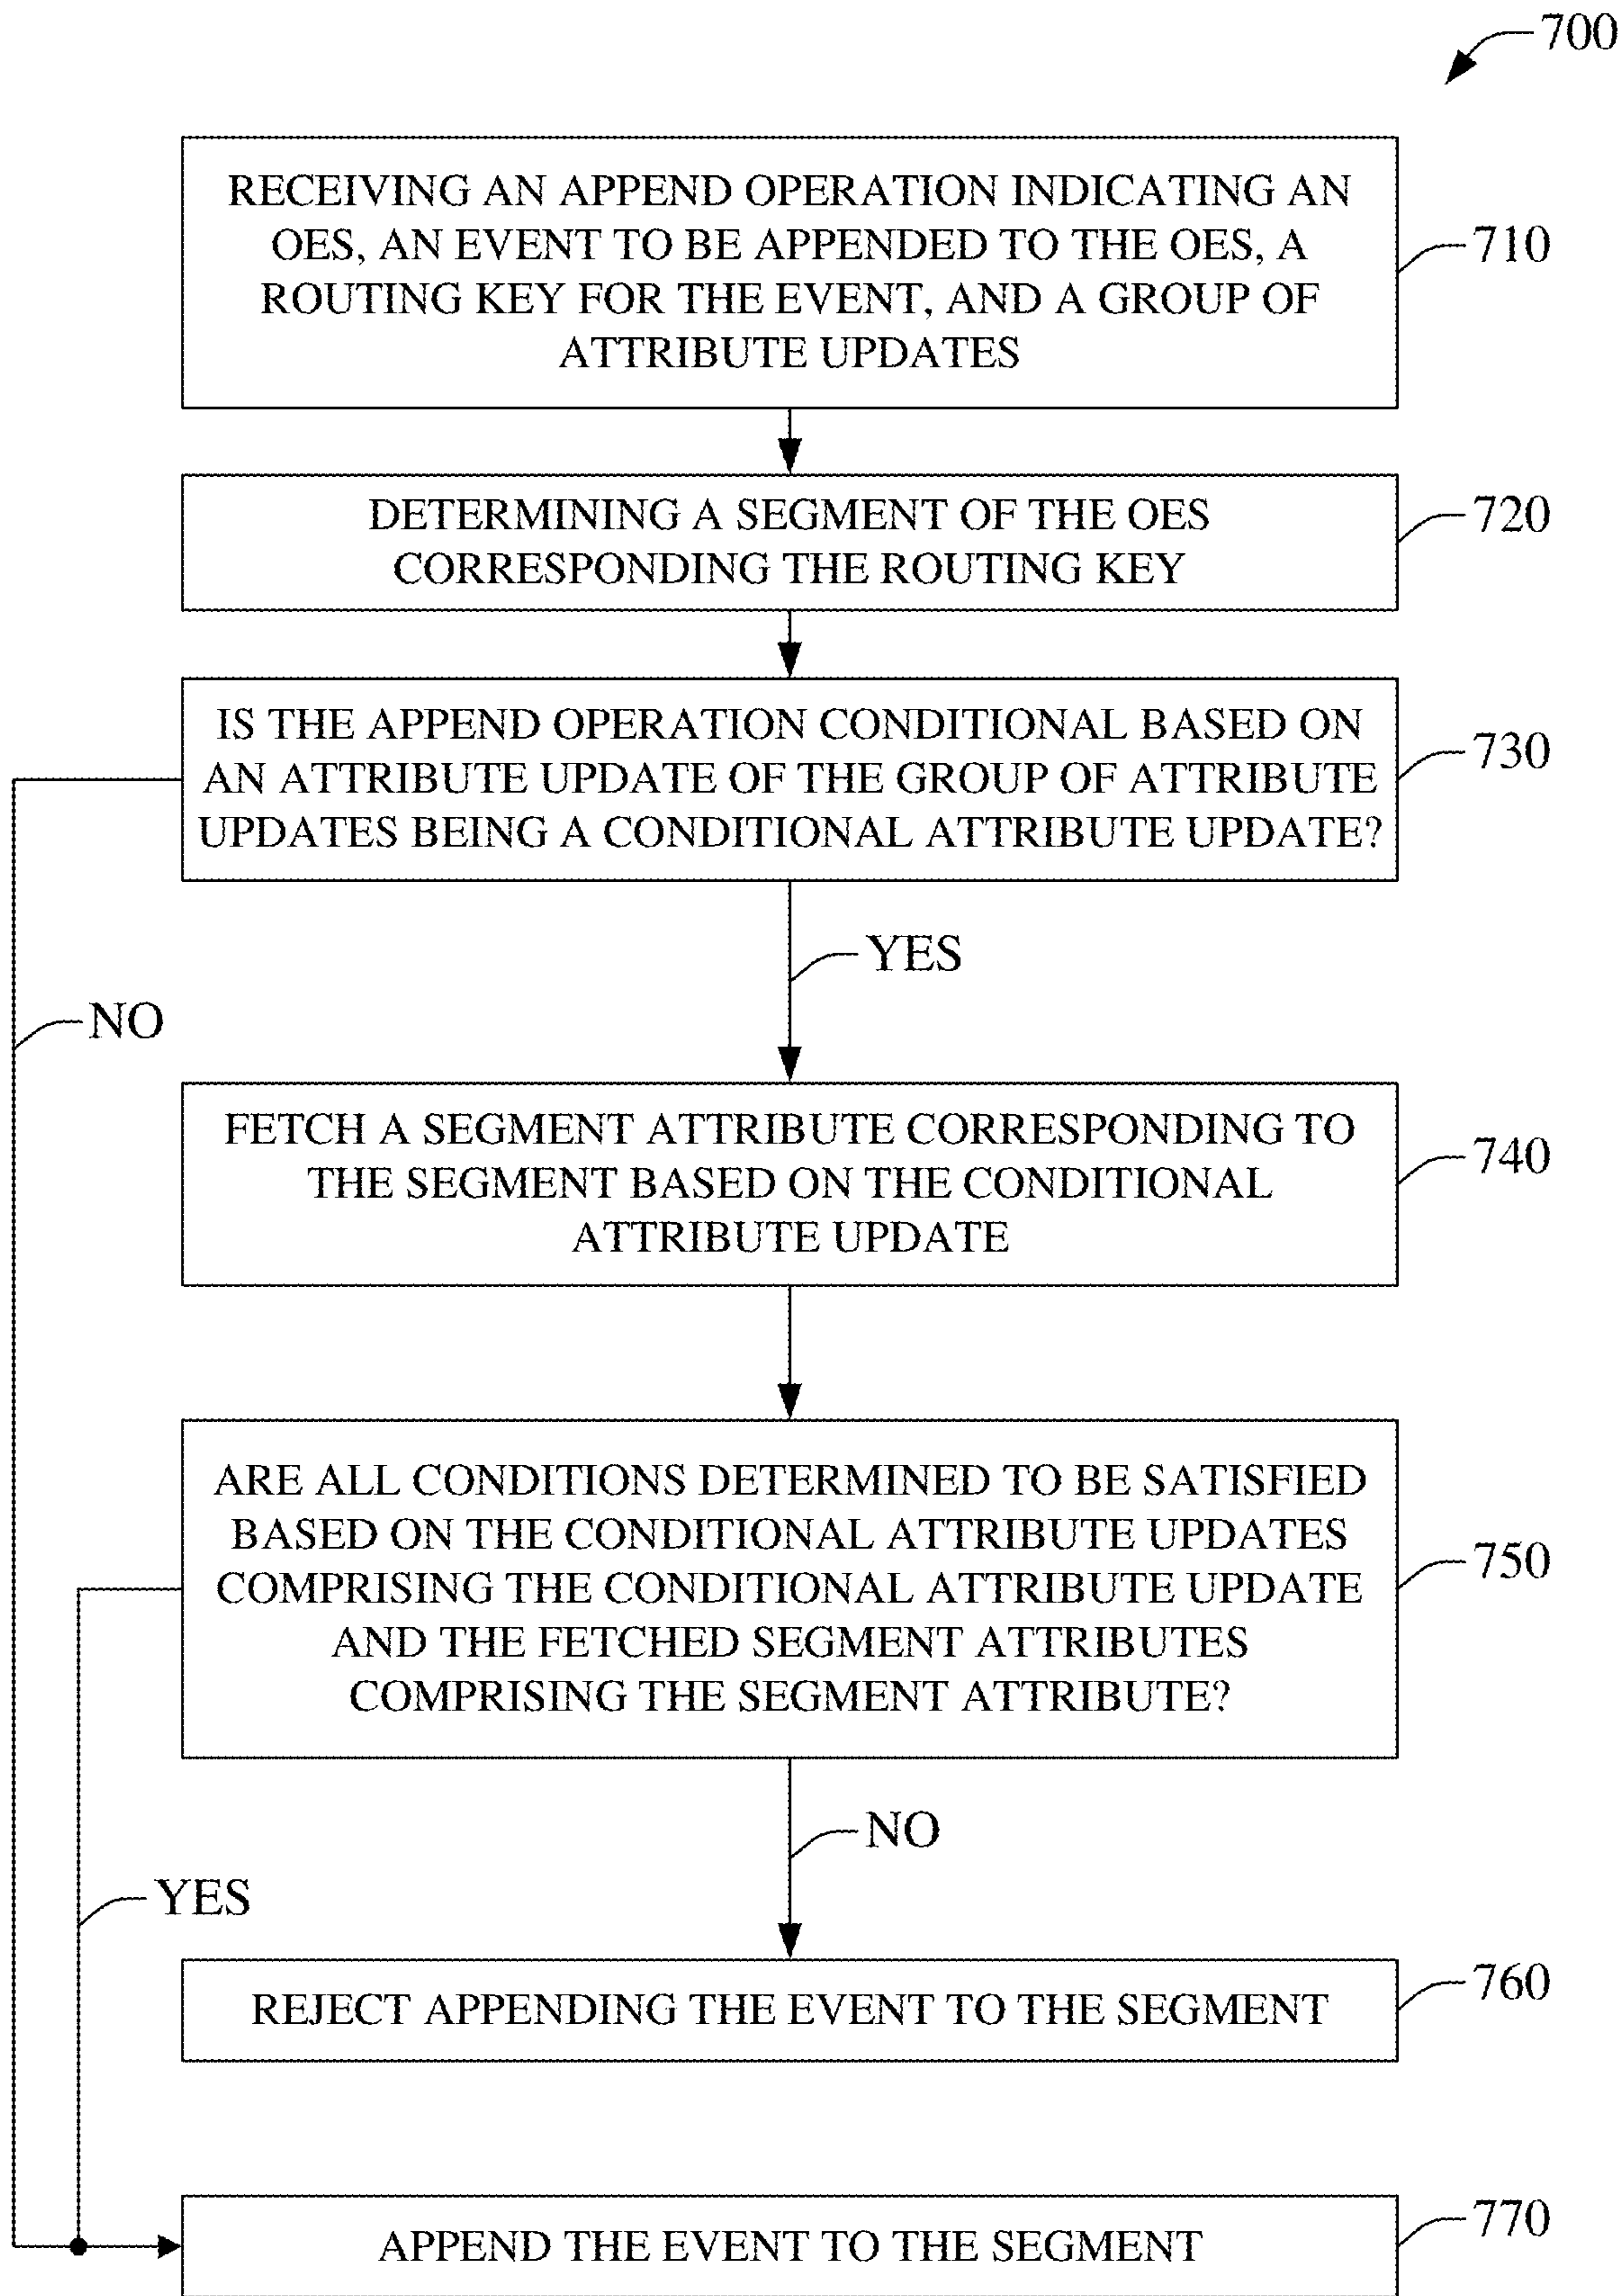 700
RECEIVING AN APPEND OPERATION INDICATING AN
OES, AN EVENT TO BE APPENDED TO THE OES, A
ROUTING KEY FOR THE EVENT, AND A GROUP OF
ATTRIBUTE UPDATES
710
DETERMINING A SEGMENT OF THE OES
CORRESPONDING THE ROUTING KEY
720
IS THE APPEND OPERATION CONDITIONAL BASED ON
AN ATTRIBUTE UPDATE OF THE GROUP OF ATTRIBUTE
UPDATES BEING A CONDITIONAL ATTRIBUTE UPDATE?
730
YES
NO
FETCH A SEGMENT ATTRIBUTE CORRESPONDING TO
THE SEGMENT BASED ON THE CONDITIONAL
ATTRIBUTE UPDATE
740
ARE ALL CONDITIONS DETERMINED TO BE SATISFIED
BASED ON THE CONDITIONAL ATTRIBUTE UPDATES
COMPRISING THE CONDITIONAL ATTRIBUTE UPDATE
AND THE FETCHED SEGMENT ATTRIBUTES
COMPRISING THE SEGMENT ATTRIBUTE?
750
NO
YES
REJECT APPENDING THE EVENT TO THE SEGMENT
760
APPEND THE EVENT TO THE SEGMENT
770